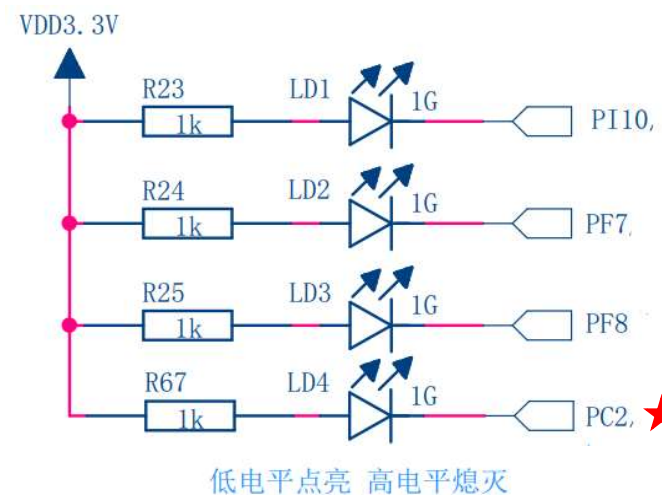 VDD3.3V
R23 LD1 1G
1k PI10,
R24 LD2 1G
1k PF7,
R25 LD3 1G
1k PF8
R67 LD4 1G
1k PC2,
低电平点亮 高电平熄灭